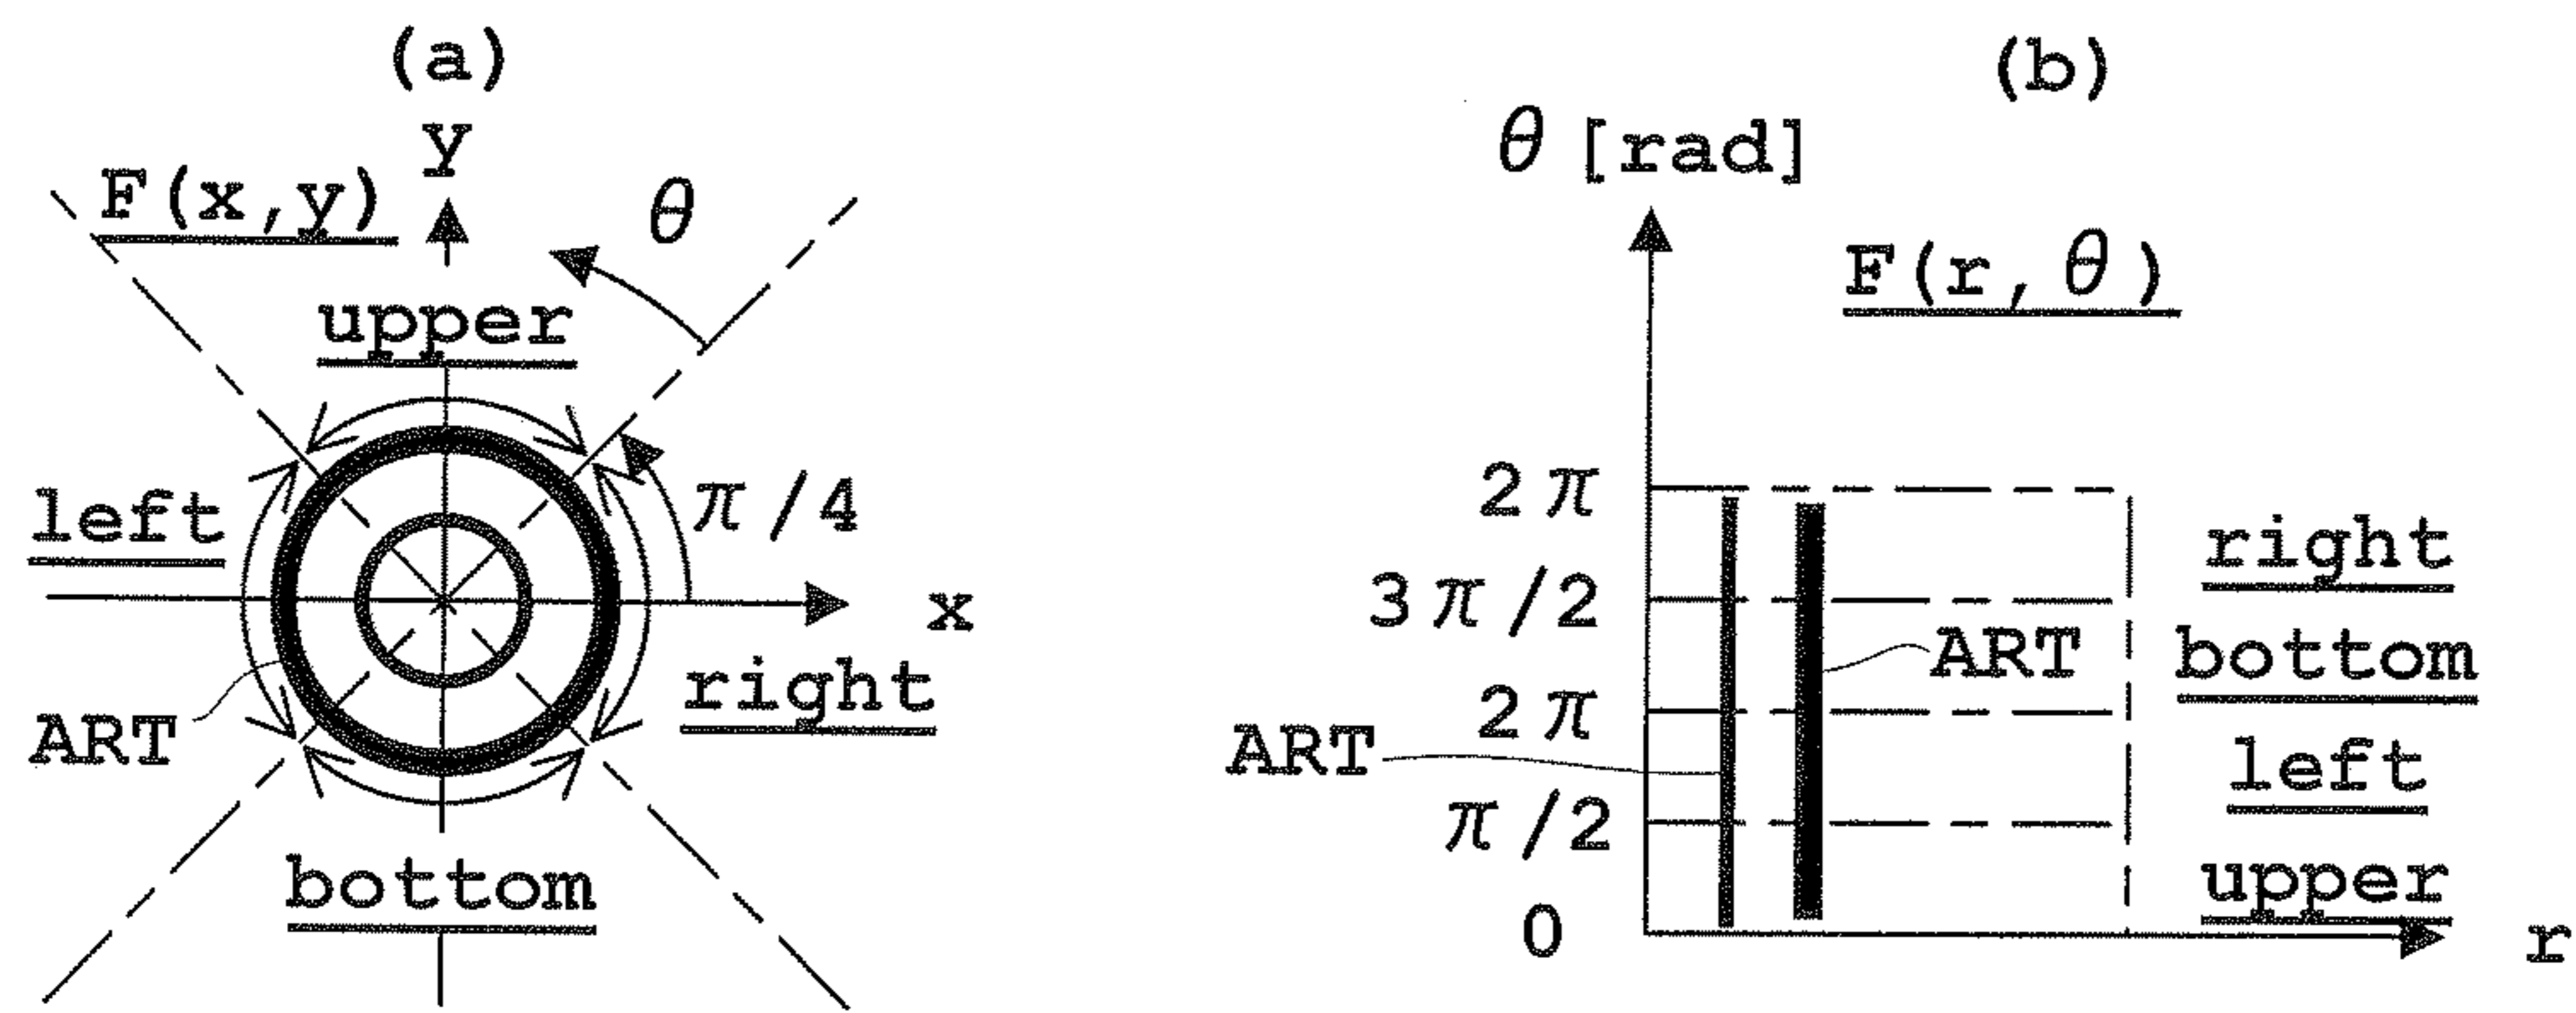 (a)
y
F(x,y)
θ
upper
left
π/4
x
right
ART
bottom
(b)
θ [rad]
F(r,θ)
2π
right
3π/2
ART
bottom
2π
ART
left
π/2
upper
0
r